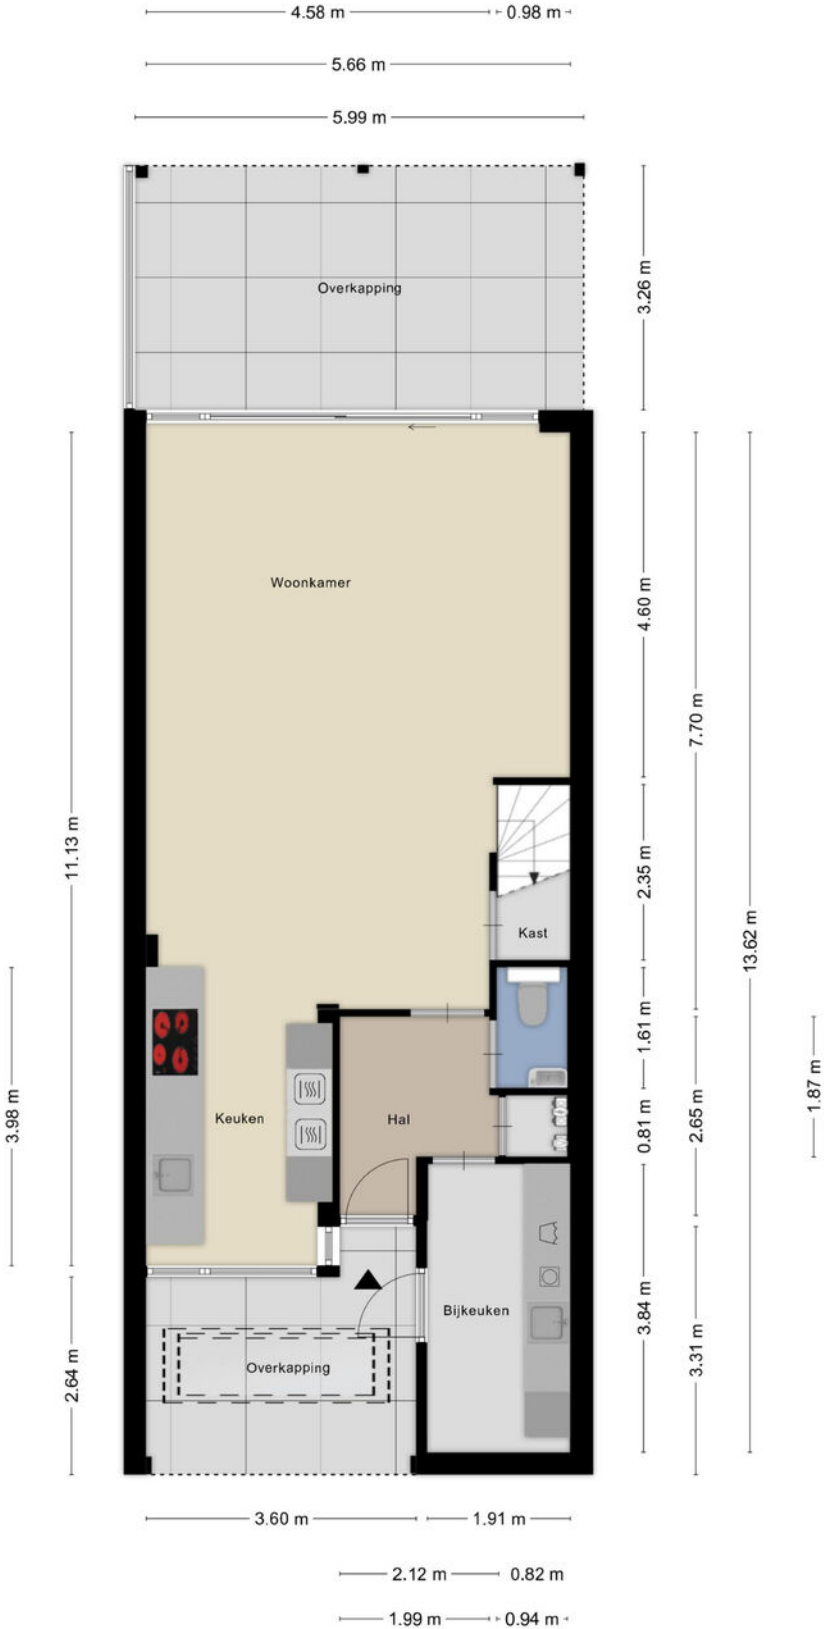 4.58 m
0.98 m
5.66 m
5.99 m
Overkapping
3.26 m
Woonkamer
4.60 m
7.70 m
11.13 m
2.35 m
13.62 m
Kast
3.98 m
Keuken
Hal
1.61 m
0.81 m
2.65 m
1.87 m
Bijkeuken
3.84 m
3.31 m
2.64 m
Overkapping
3.60 m
1.91 m
2.12 m
0.82 m
1.99 m
0.94 m